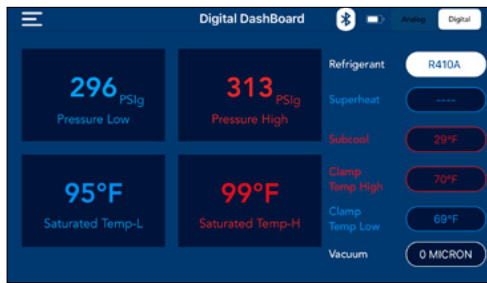 Digital DashBoard
Analog
Digital
296 PSIg
Pressure Low
313 PSIg
Pressure High
95°F
Saturated Temp-L
99°F
Saturated Temp-H
Refrigerant
R410A
Superheat
----
Subcool
29°F
Clamp
Temp High
70°F
Clamp
Temp Low
69°F
Vacuum
0 MICRON